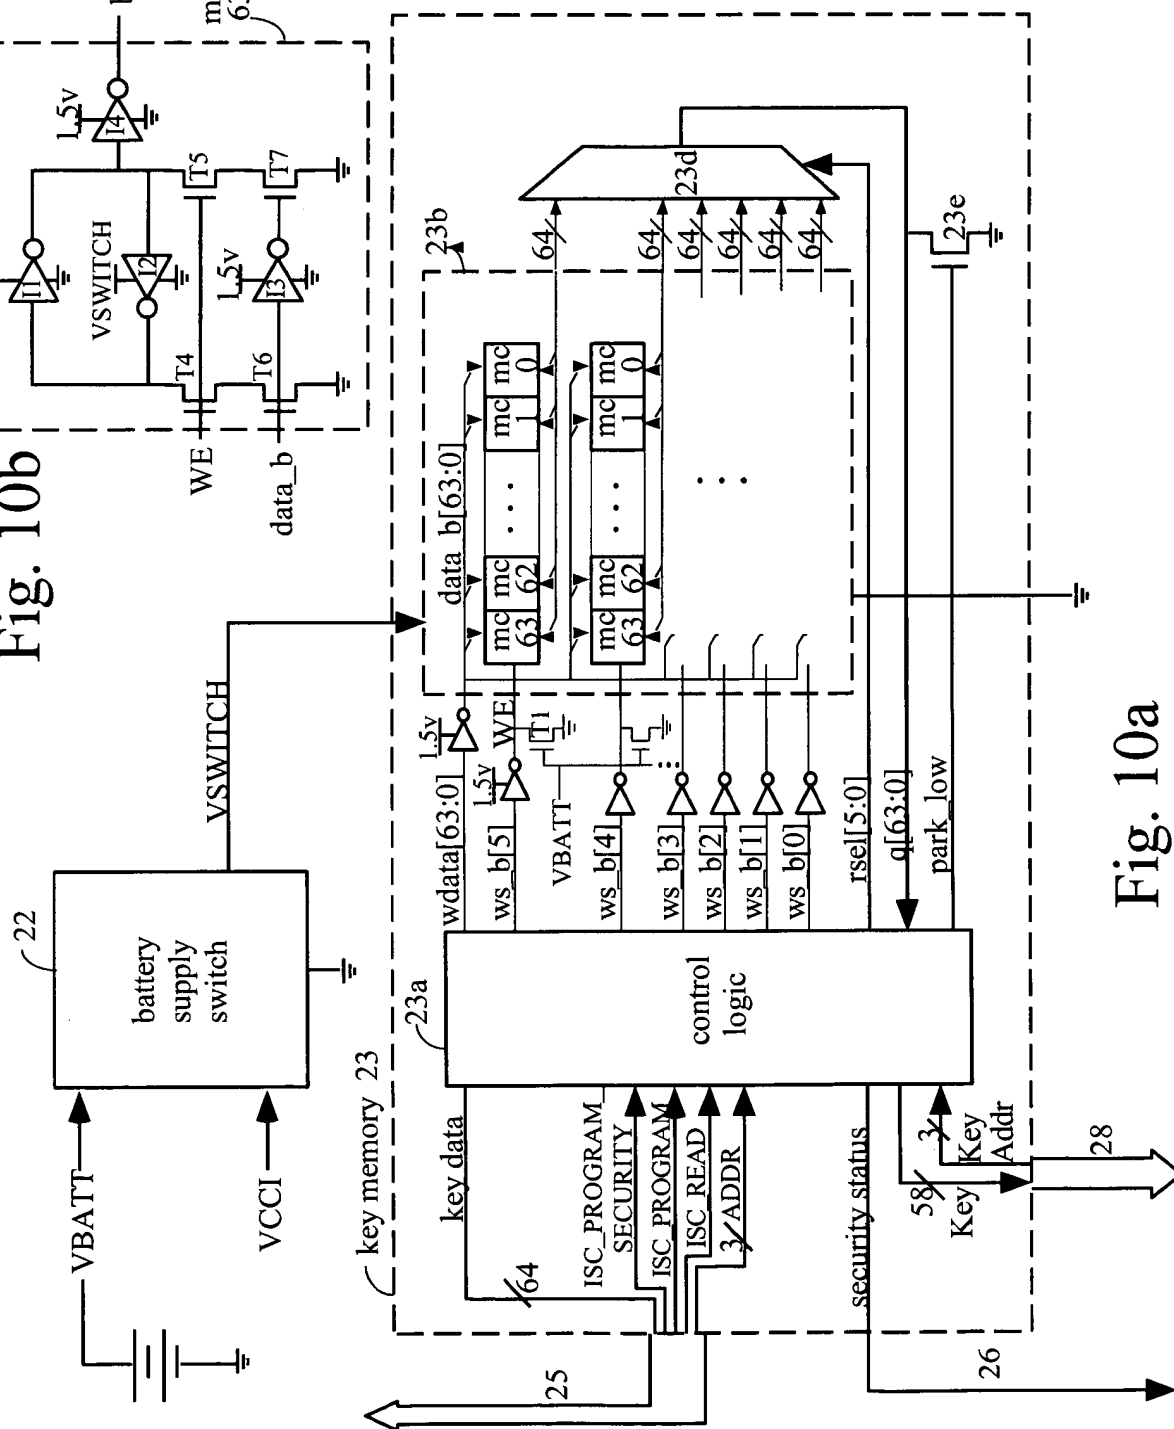 Fig. 10b
1.5v
I4
I1
VSWITCH
I2
T4
T5
T6
T7
1.5v
I3
WE
data_b
22
battery
supply
switch
VBATT
VCCI
VSWITCH
key memory 23
23a
control
logic
key data
64
ISC_PROGRAM_
SECURITY
ISC_PROGRAM
ISC_READ
3
ADDR
security status
58
Key
3
Key
Addr
25
26
28
wdata[63:0]
1.5v
ws_b[5]
1.5v
WE
T1
VBATT
ws_b[4]
ws_b[3]
ws_b[2]
ws_b[1]
ws_b[0]
rsel[5:0]
q[63:0]
park_low
23b
data_b[63:0]
mc
63
mc
62
mc
1
mc
0
mc
63
mc
62
mc
1
mc
0
64
64
64
64
64
64
23d
23e
Fig. 10a